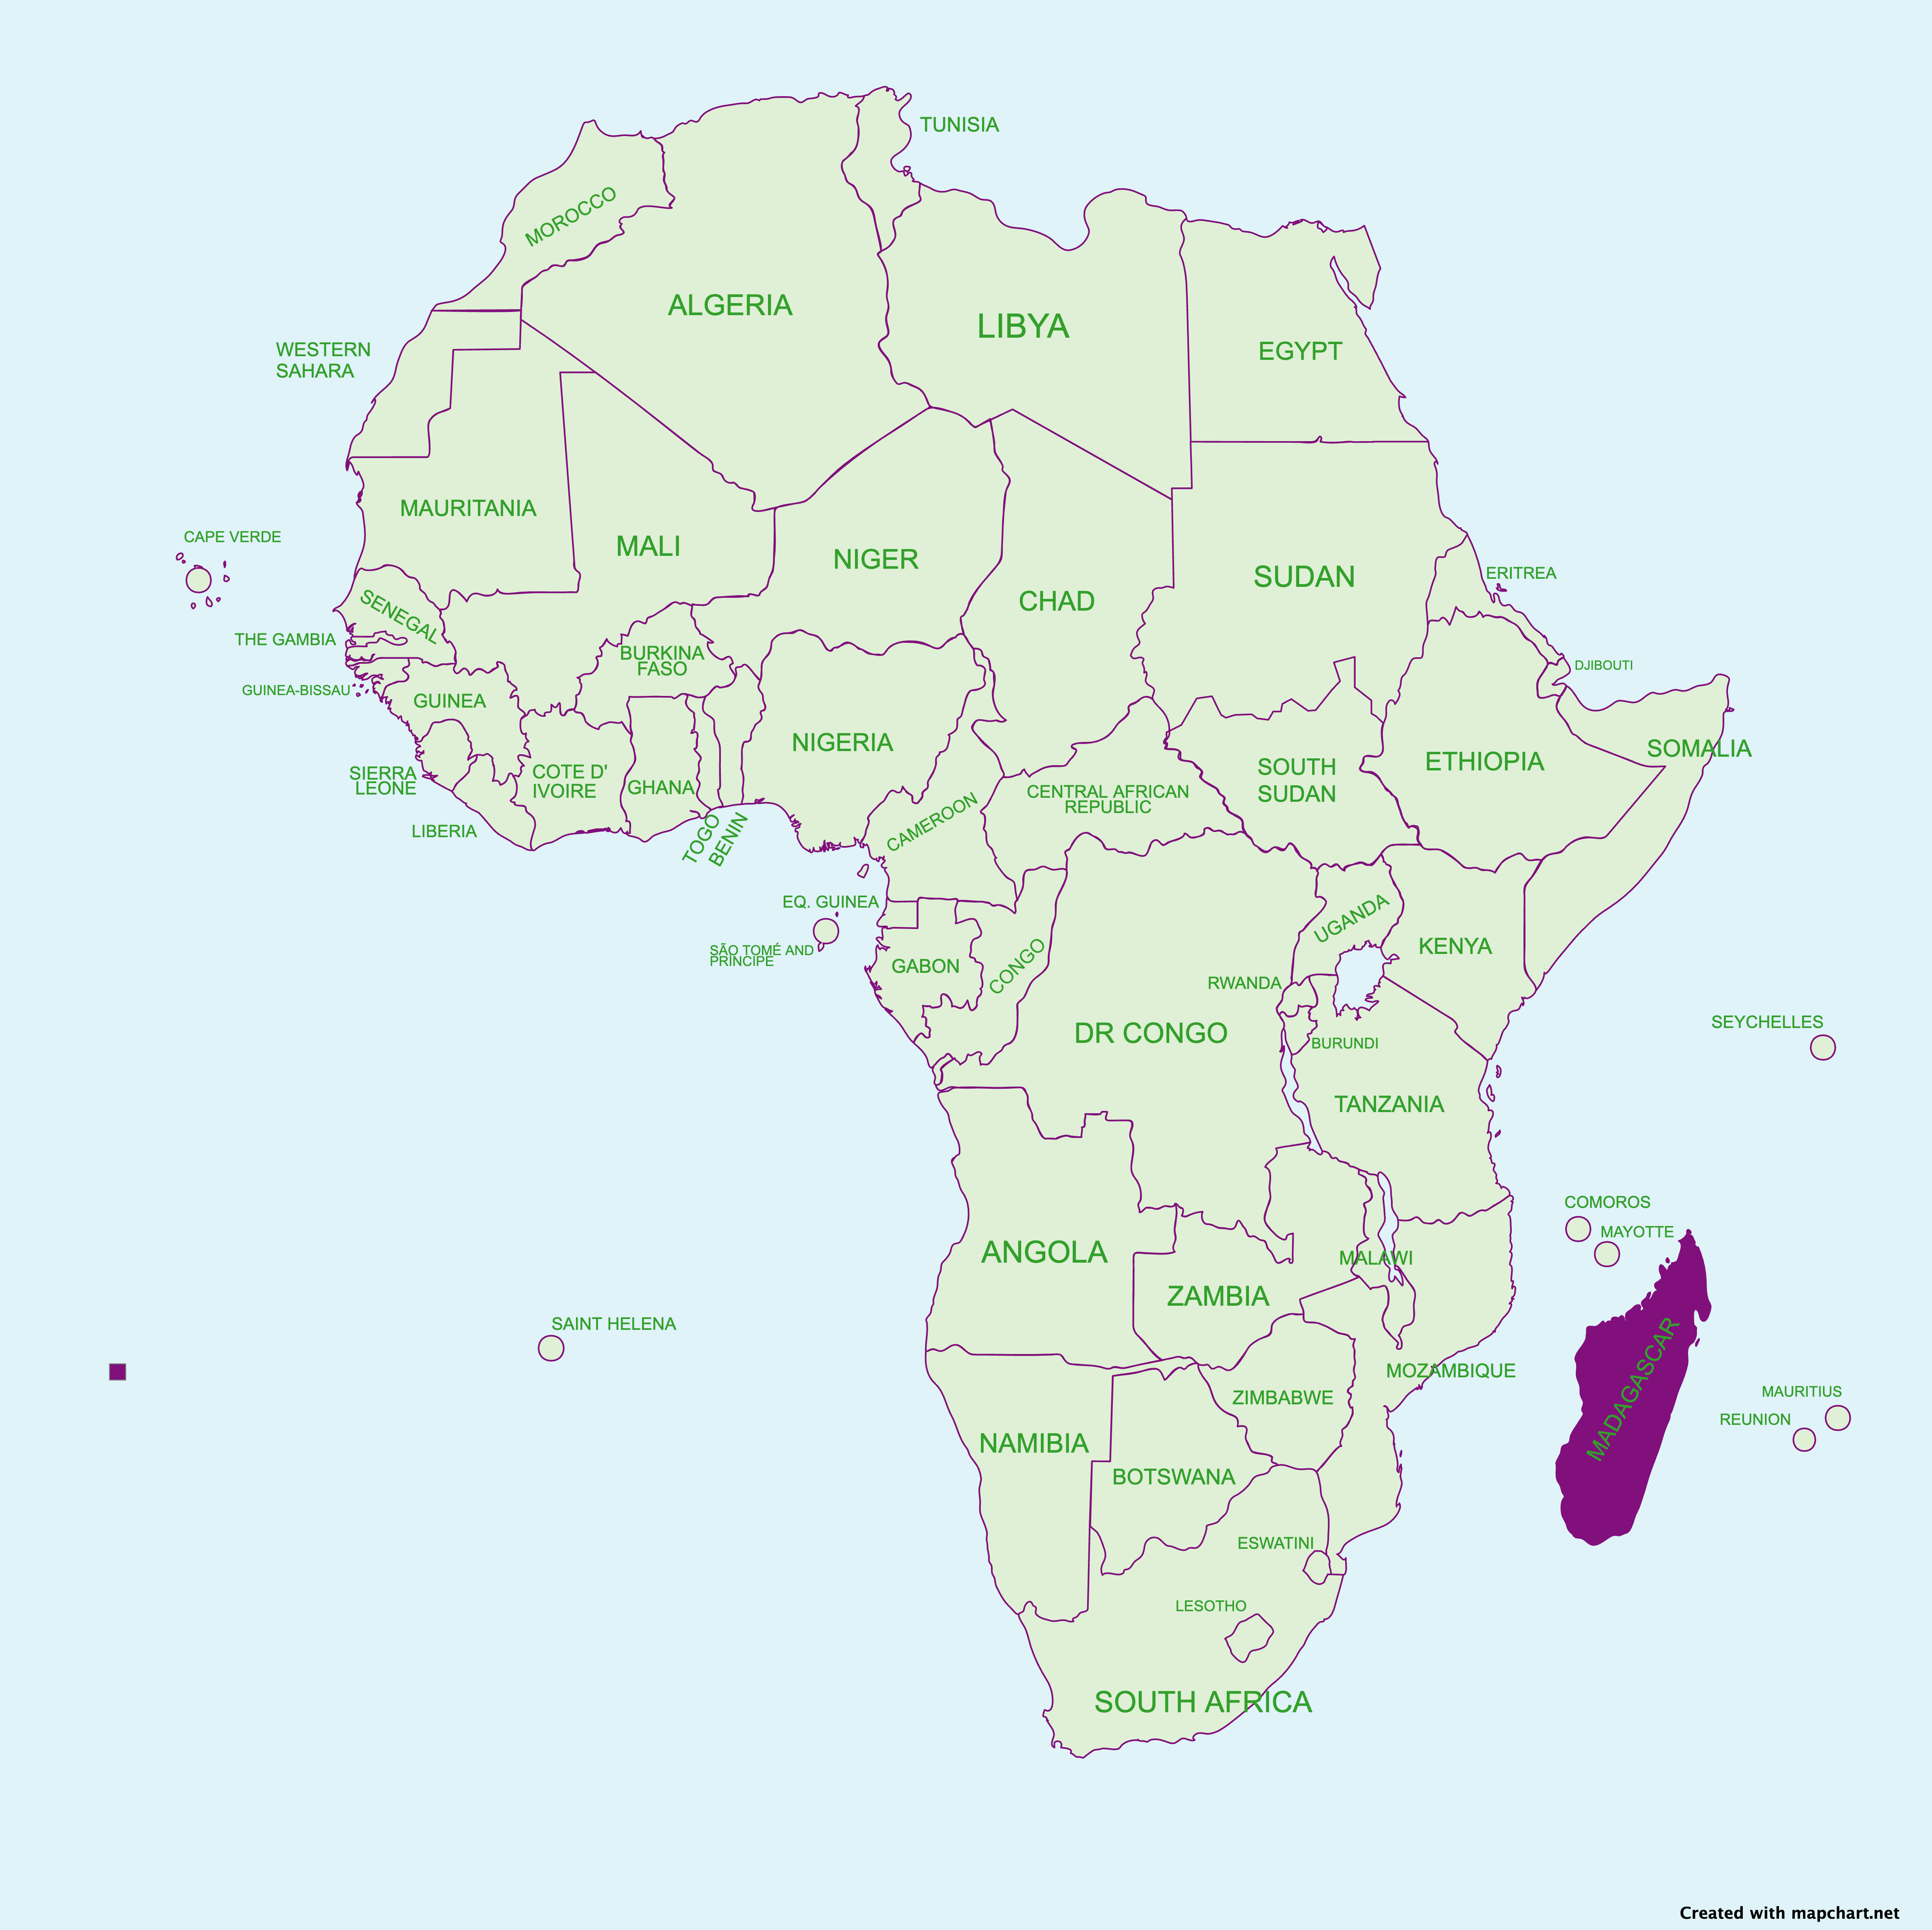 TUNISIA
MOROCCO
ALGERIA
LIBYA
EGYPT
WESTERN
SAHARA
MAURITANIA
MALI
NIGER
CHAD
SUDAN
ERITREA
CAPE VERDE
SENEGAL
THE GAMBIA
GUINEA-BISSAU
GUINEA
BURKINA
FASO
DJIBOUTI
SIERRA
LEONE
LIBERIA
COTE D'
IVOIRE
GHANA
TOGO
BENIN
NIGERIA
CAMEROON
CENTRAL AFRICAN
REPUBLIC
SOUTH
SUDAN
ETHIOPIA
SOMALIA
EQ. GUINEA
SÃO TOMÉ AND
PRINCIPE
GABON
CONGO
DR CONGO
UGANDA
KENYA
RWANDA
BURUNDI
TANZANIA
SEYCHELLES
COMOROS
MAYOTTE
ANGOLA
ZAMBIA
MALAWI
MOZAMBIQUE
MADAGASCAR
SAINT HELENA
MAURITIUS
REUNION
ZIMBABWE
NAMIBIA
BOTSWANA
ESWATINI
LESOTHO
SOUTH AFRICA
Created with mapchart.net